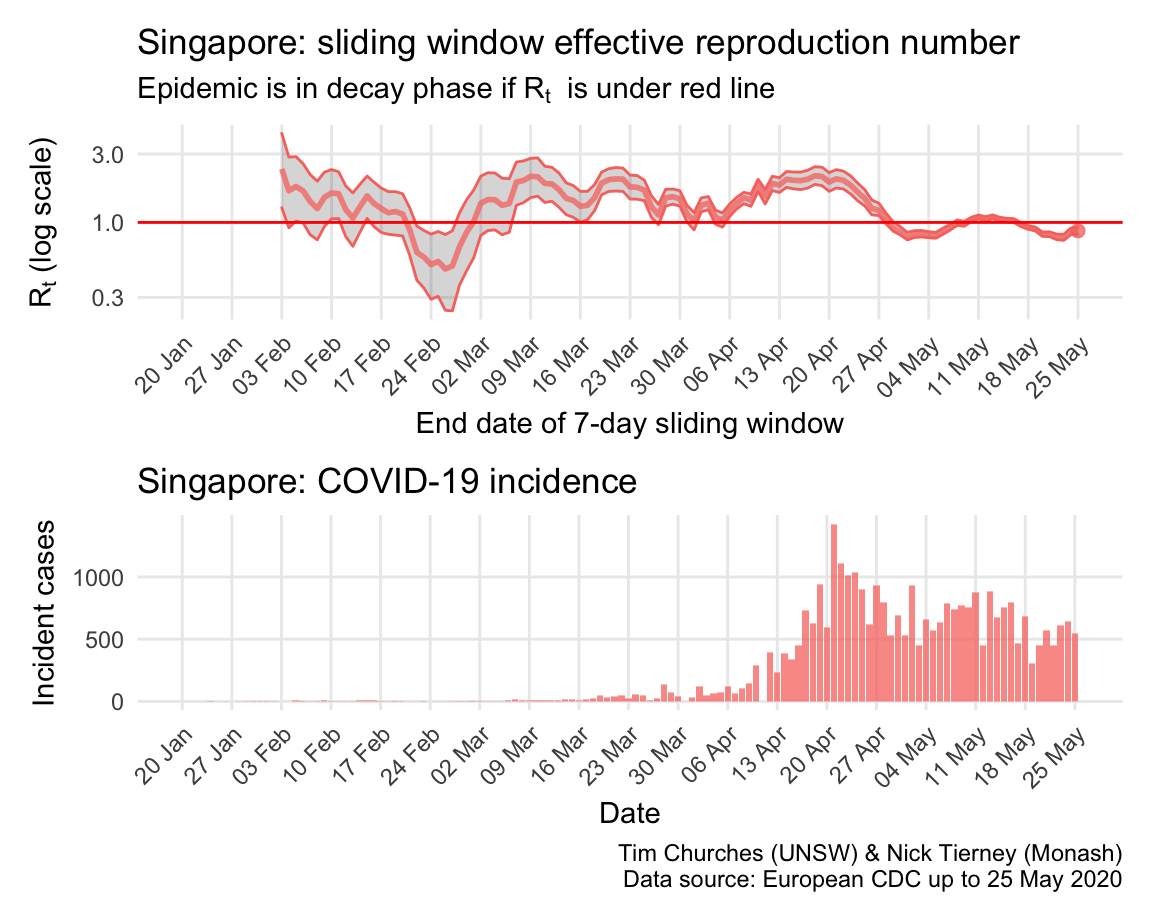 Singapore: sliding window effective reproduction number
Epidemic is in decay phase if Rt is under red line
Rt (log scale)
3.0
1.0
0.3
20 Jan
27 Jan
03 Feb
10 Feb
17 Feb
24 Feb
02 Mar
09 Mar
16 Mar
23 Mar
30 Mar
06 Apr
13 Apr
20 Apr
27 Apr
04 May
11 May
18 May
25 May
End date of 7-day sliding window
Singapore: COVID-19 incidence
Incident cases
1000
500
0
20 Jan
27 Jan
03 Feb
10 Feb
17 Feb
24 Feb
02 Mar
09 Mar
16 Mar
23 Mar
30 Mar
06 Apr
13 Apr
20 Apr
27 Apr
04 May
11 May
18 May
25 May
Date
Tim Churches (UNSW) & Nick Tierney (Monash)
Data source: European CDC up to 25 May 2020